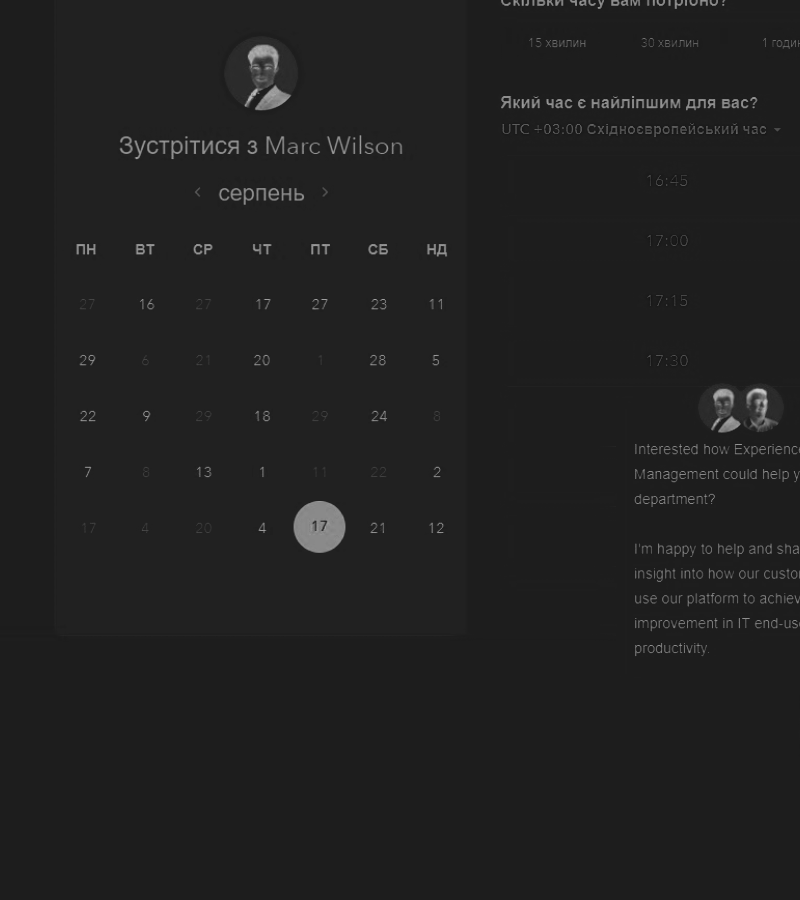 Зустрітися з Marc Wilson
серпень
ПН ВТ СР ЧТ ПТ СБ НД
27 16 27 17 27 23 11
29 6 21 20 1 28 5
22 9 29 18 29 24 8
7 8 13 1 11 22 2
17 4 20 4 17 21 12
Скільки часу вам потрібно?
15 хвилин 30 хвилин 1 годин
Який час є найліпшим для вас?
UTC +03:00 Східноєвропейський час
16:45
17:00
17:15
17:30
Interested how Experience
Management could help y
department?
I'm happy to help and sha
insight into how our custo
use our platform to achiev
improvement in IT end-us
productivity.